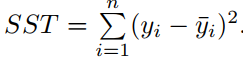 SST = \sum_{i=1}^{n} (y_i - \bar{y}_i)^2.